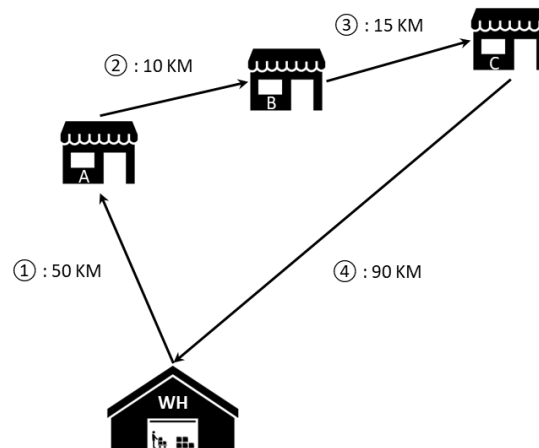 ③ : 15 KM
② : 10 KM
C
B
A
① : 50 KM
④ : 90 KM
WH